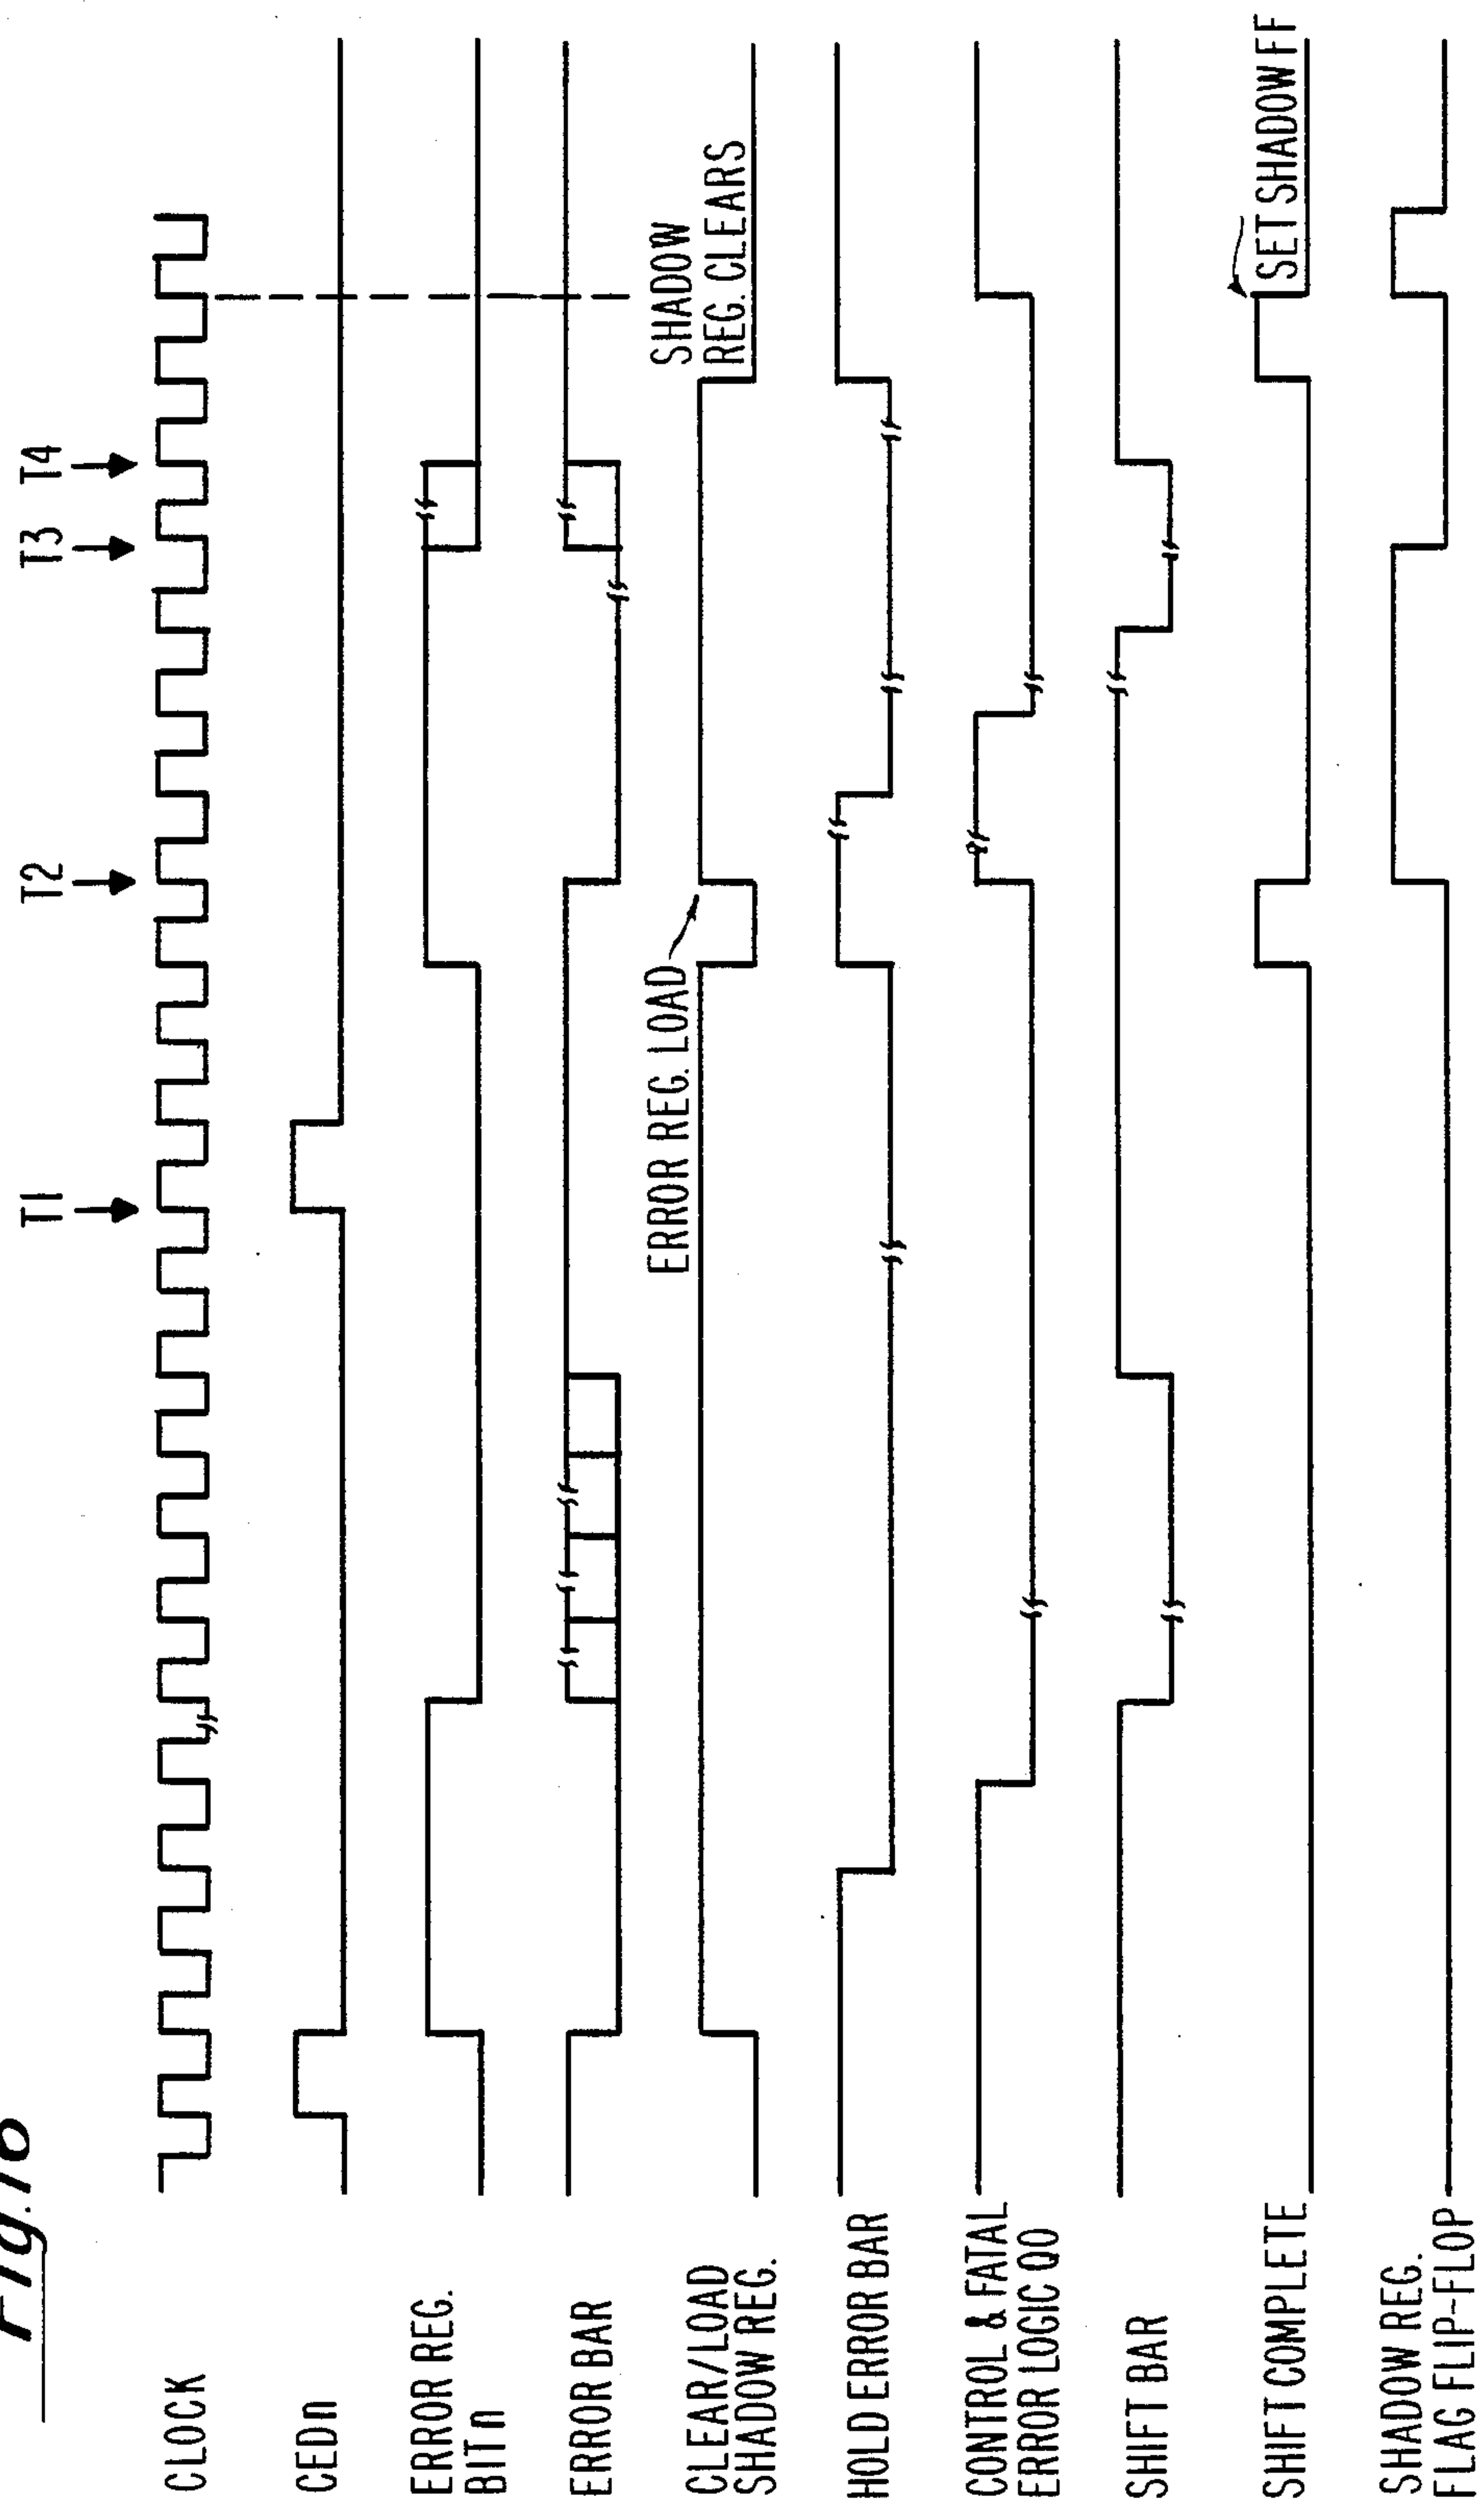 Fig.10
T1
T2
T3
T4
CLOCK
CEDn
ERROR REG.
BIT n
ERROR BAR
CLEAR/LOAD
SHADOW REG.
ERROR REG. LOAD
SHADOW
REG. CLEARS
HOLD ERROR BAR
CONTROL & FATAL
ERROR LOGIC Q0
SHIFT BAR
SHIFT COMPLETE
SET SHADOW FF
SHADOW REG.
FLAG FLIP-FLOP